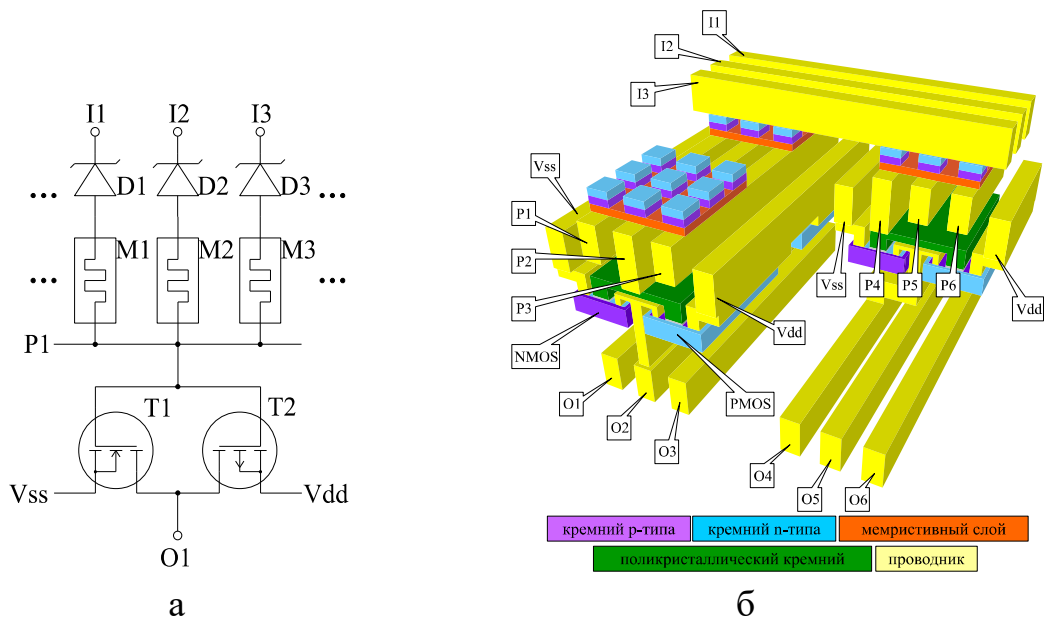 I1 I2 I3
D1 D2 D3
... ...
M1 M2 M3
... ...
P1
T1 T2
Vss Vdd
O1
а
I1
I2
I3
Vss
P1
P2
P3
NMOS
O1
O2
O3
PMOS
Vdd
Vss
P4
P5
P6
Vdd
O4
O5
O6
кремний p-типа кремний n-типа мемристивный слой
поликристаллический кремний проводник
б